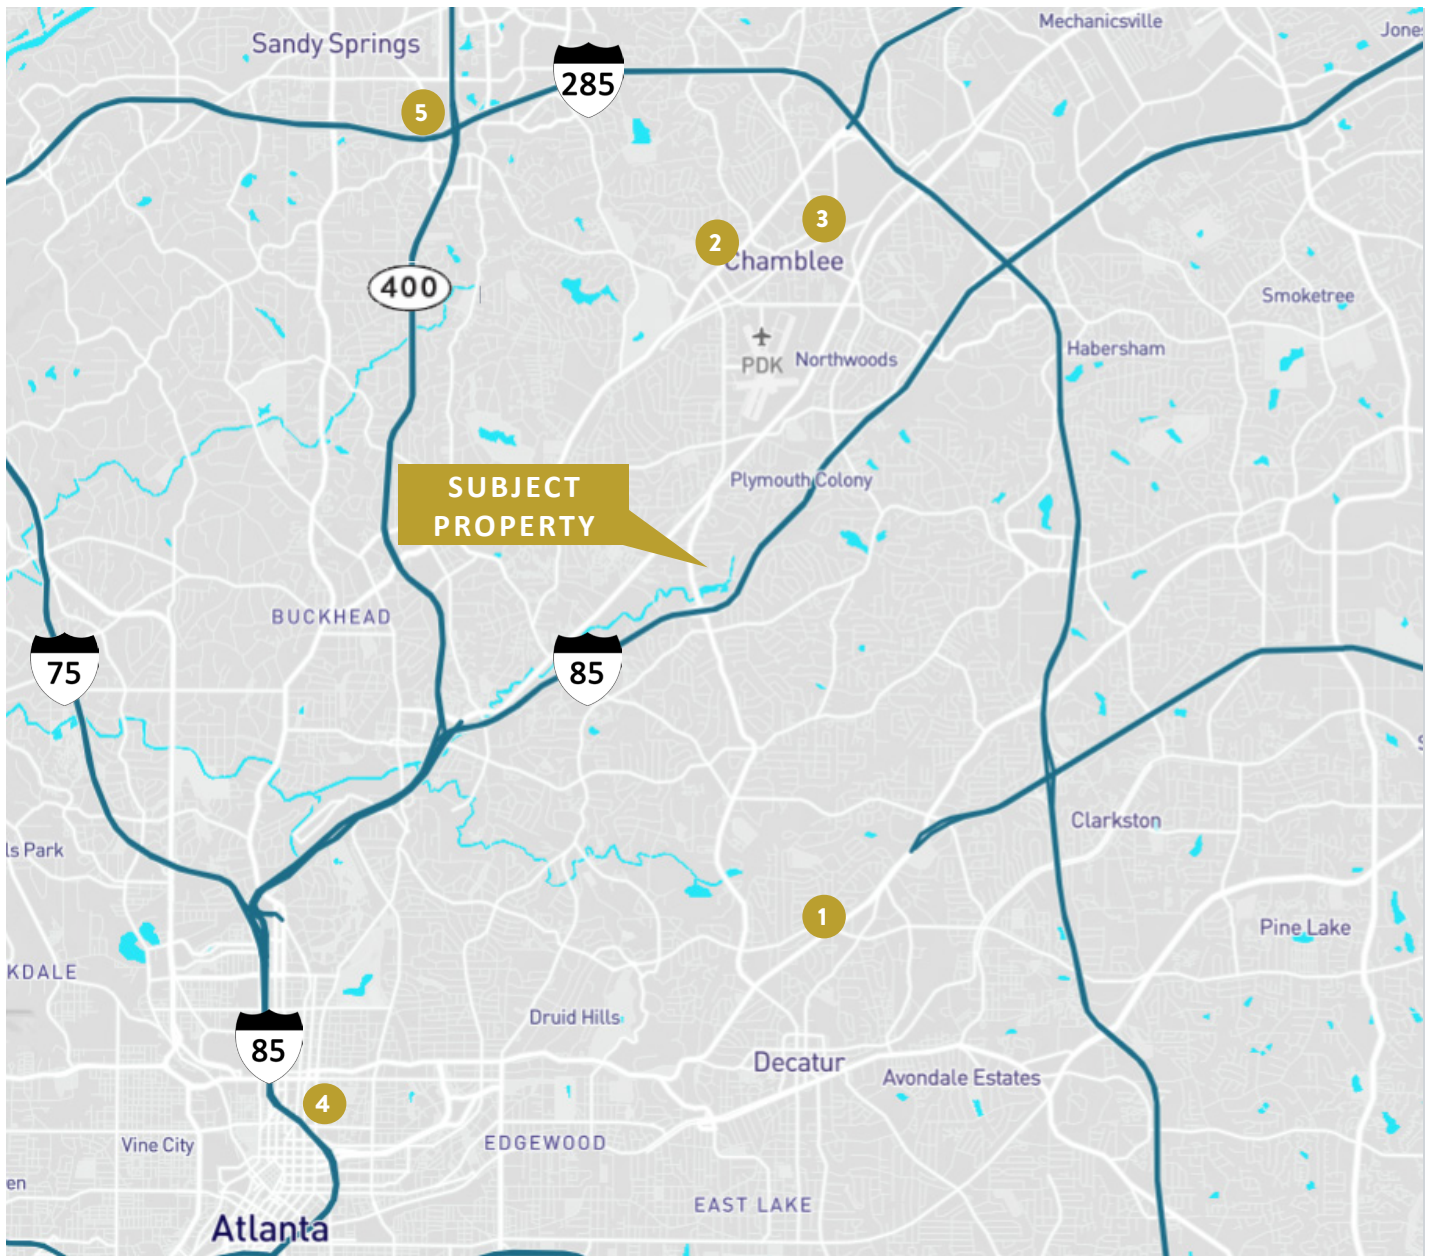 Mechanicsville
Sandy Springs
Jone
285
5
3
2
Chamblee
400
Smoketree
Habersham
Northwoods
PDK
SUBJECT
PROPERTY
Plymouth Colony
BUCKHEAD
75
85
Clarkston
ls Park
1
Pine Lake
KDALE
Druid Hills
85
Decatur
Avondale Estates
4
Vine City
EDGEWOOD
en
EAST LAKE
Atlanta